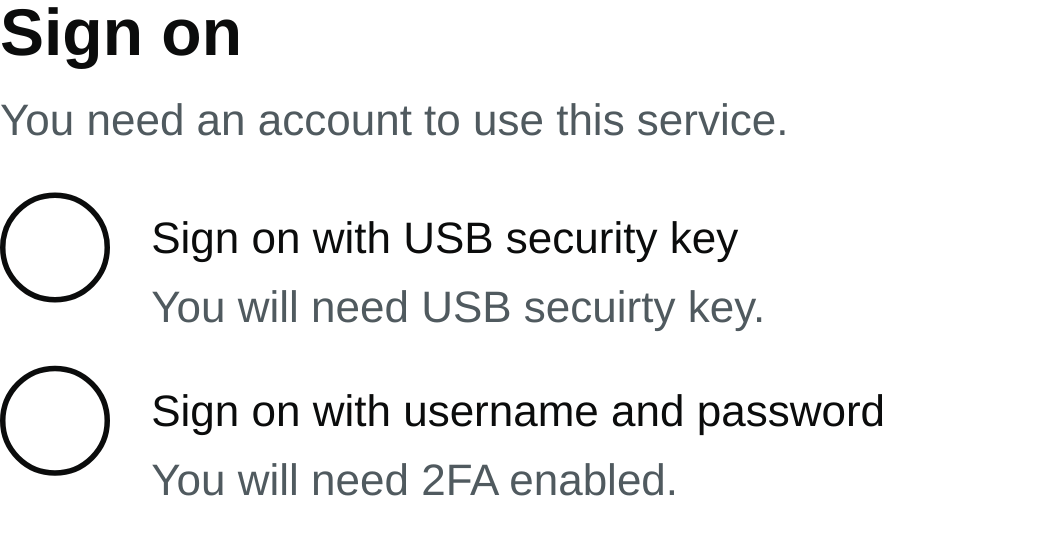 Sign on
You need an account to use this service.
Sign on with USB security key
You will need USB secuirty key.
Sign on with username and password
You will need 2FA enabled.